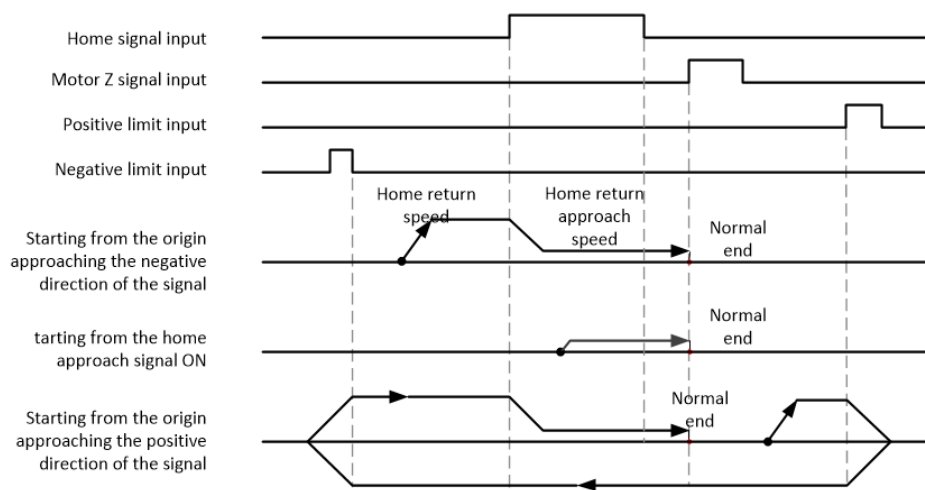 Home signal input
Motor Z signal input
Positive limit input
Negative limit input
Home return
speed
Home return
approach
speed
Normal
end
Starting from the origin
approaching the negative
direction of the signal
Normal
end
tarting from the home
approach signal ON
Normal
end
Starting from the origin
approaching the positive
direction of the signal